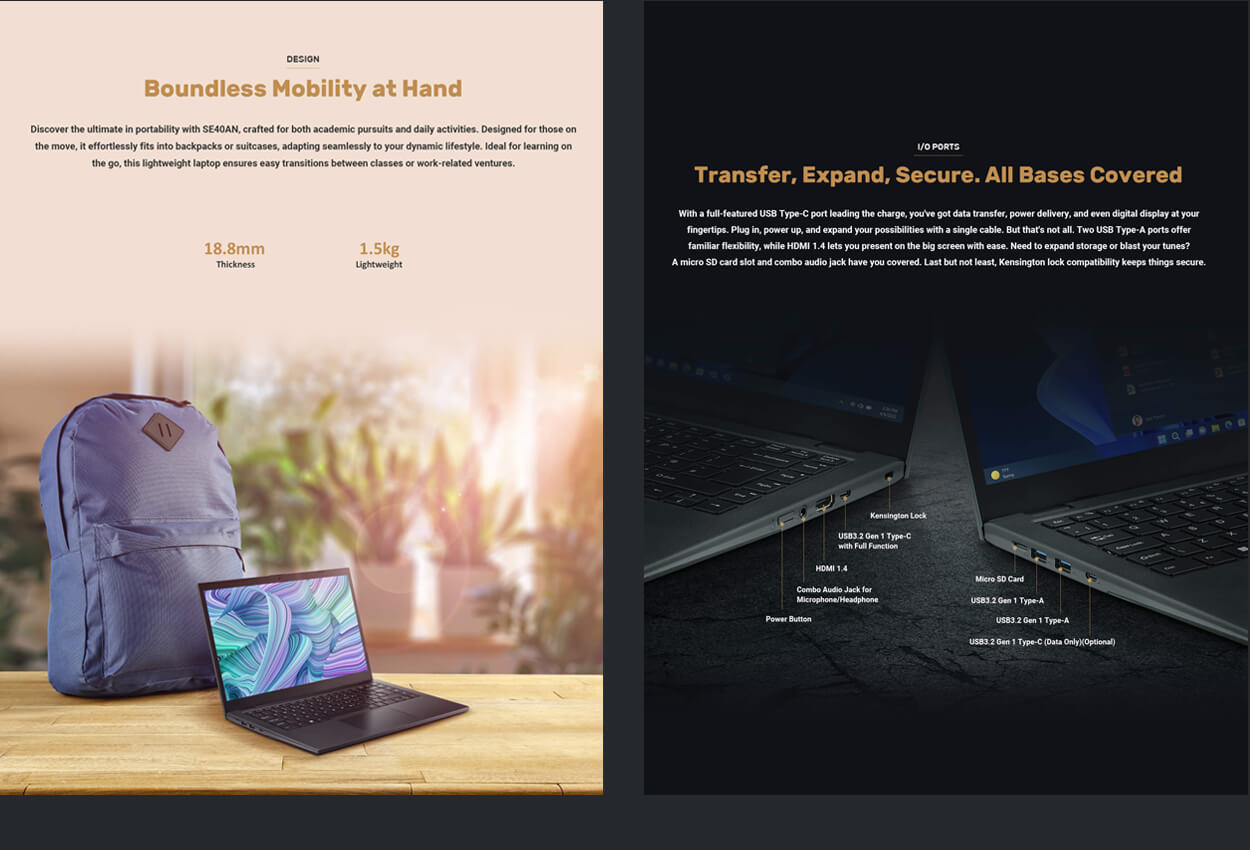 DESIGN
Boundless Mobility at Hand
Discover the ultimate in portability with SE40AN, crafted for both academic pursuits and daily activities. Designed for those on
the move, it effortlessly fits into backpacks or suitcases, adapting seamlessly to your dynamic lifestyle. Ideal for learning on
the go, this lightweight laptop ensures easy transitions between classes or work-related ventures.
18.8mm
Thickness
1.5kg
Lightweight
I/O PORTS
Transfer, Expand, Secure. All Bases Covered
With a full-featured USB Type-C port leading the charge, you've got data transfer, power delivery, and even digital display at your
fingertips. Plug in, power up, and expand your possibilities with a single cable. But that's not all. Two USB Type-A ports offer
familiar flexibility, while HDMI 1.4 lets you present on the big screen with ease. Need to expand storage or blast your tunes?
A micro SD card slot and combo audio jack have you covered. Last but not least, Kensington lock compatibility keeps things secure.
Kensington Lock
USB3.2 Gen 1 Type-C
with Full Function
HDMI 1.4
Combo Audio Jack for
Microphone/Headphone
Power Button
Micro SD Card
USB3.2 Gen 1 Type-A
USB3.2 Gen 1 Type-A
USB3.2 Gen 1 Type-C (Data Only)(Optional)